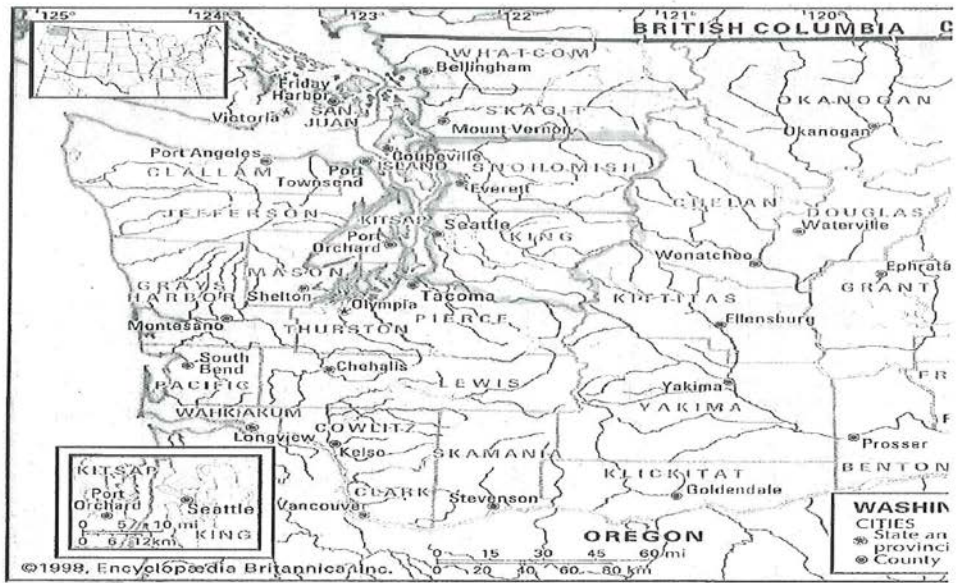 125 124 123 122 121 120
BRITISH COLUMBIA
WHATCOM
Bellingham
Friday
Harbor
SAN
JUAN
Victoria
SKAGIT
Mount Vernon
OKANOGAN
Okanogan
Port Angeles
CLALLAM
Port
Townsend
Coupeville
ISLAND
SNOHOMISH
Everett
JEFFERSON
KITSAP
Port
Orchard
Seattle
KING
CHELAN
DOUGLAS
Waterville
Wenatchee
Ephrata
GRANT
MASON
GRAYS
HARBOR
Shelton
Olympia
Tacoma
PIERCE
KITTITAS
Ellensburg
Montesano
THURSTON
South
Bend
PACIFIC
Chehalis
LEWIS
Yakima
YAKIMA
FR
WAHKIAKUM
Longview
COWLITZ
Kelso
SKAMANIA
KLICKITAT
Prosser
BENTON
CLARK
Vancouver
Stevenson
Goldendale
OREGON
KITSAP
Port
Orchard
Seattle
KING
0 5 10 mi
0 6 12km
0 15 30 45 60 mi
0 20 40 60 80 km
WASHIN
CITIES
State an
provinci
County
©1998, Encyclopædia Britannica, Inc.